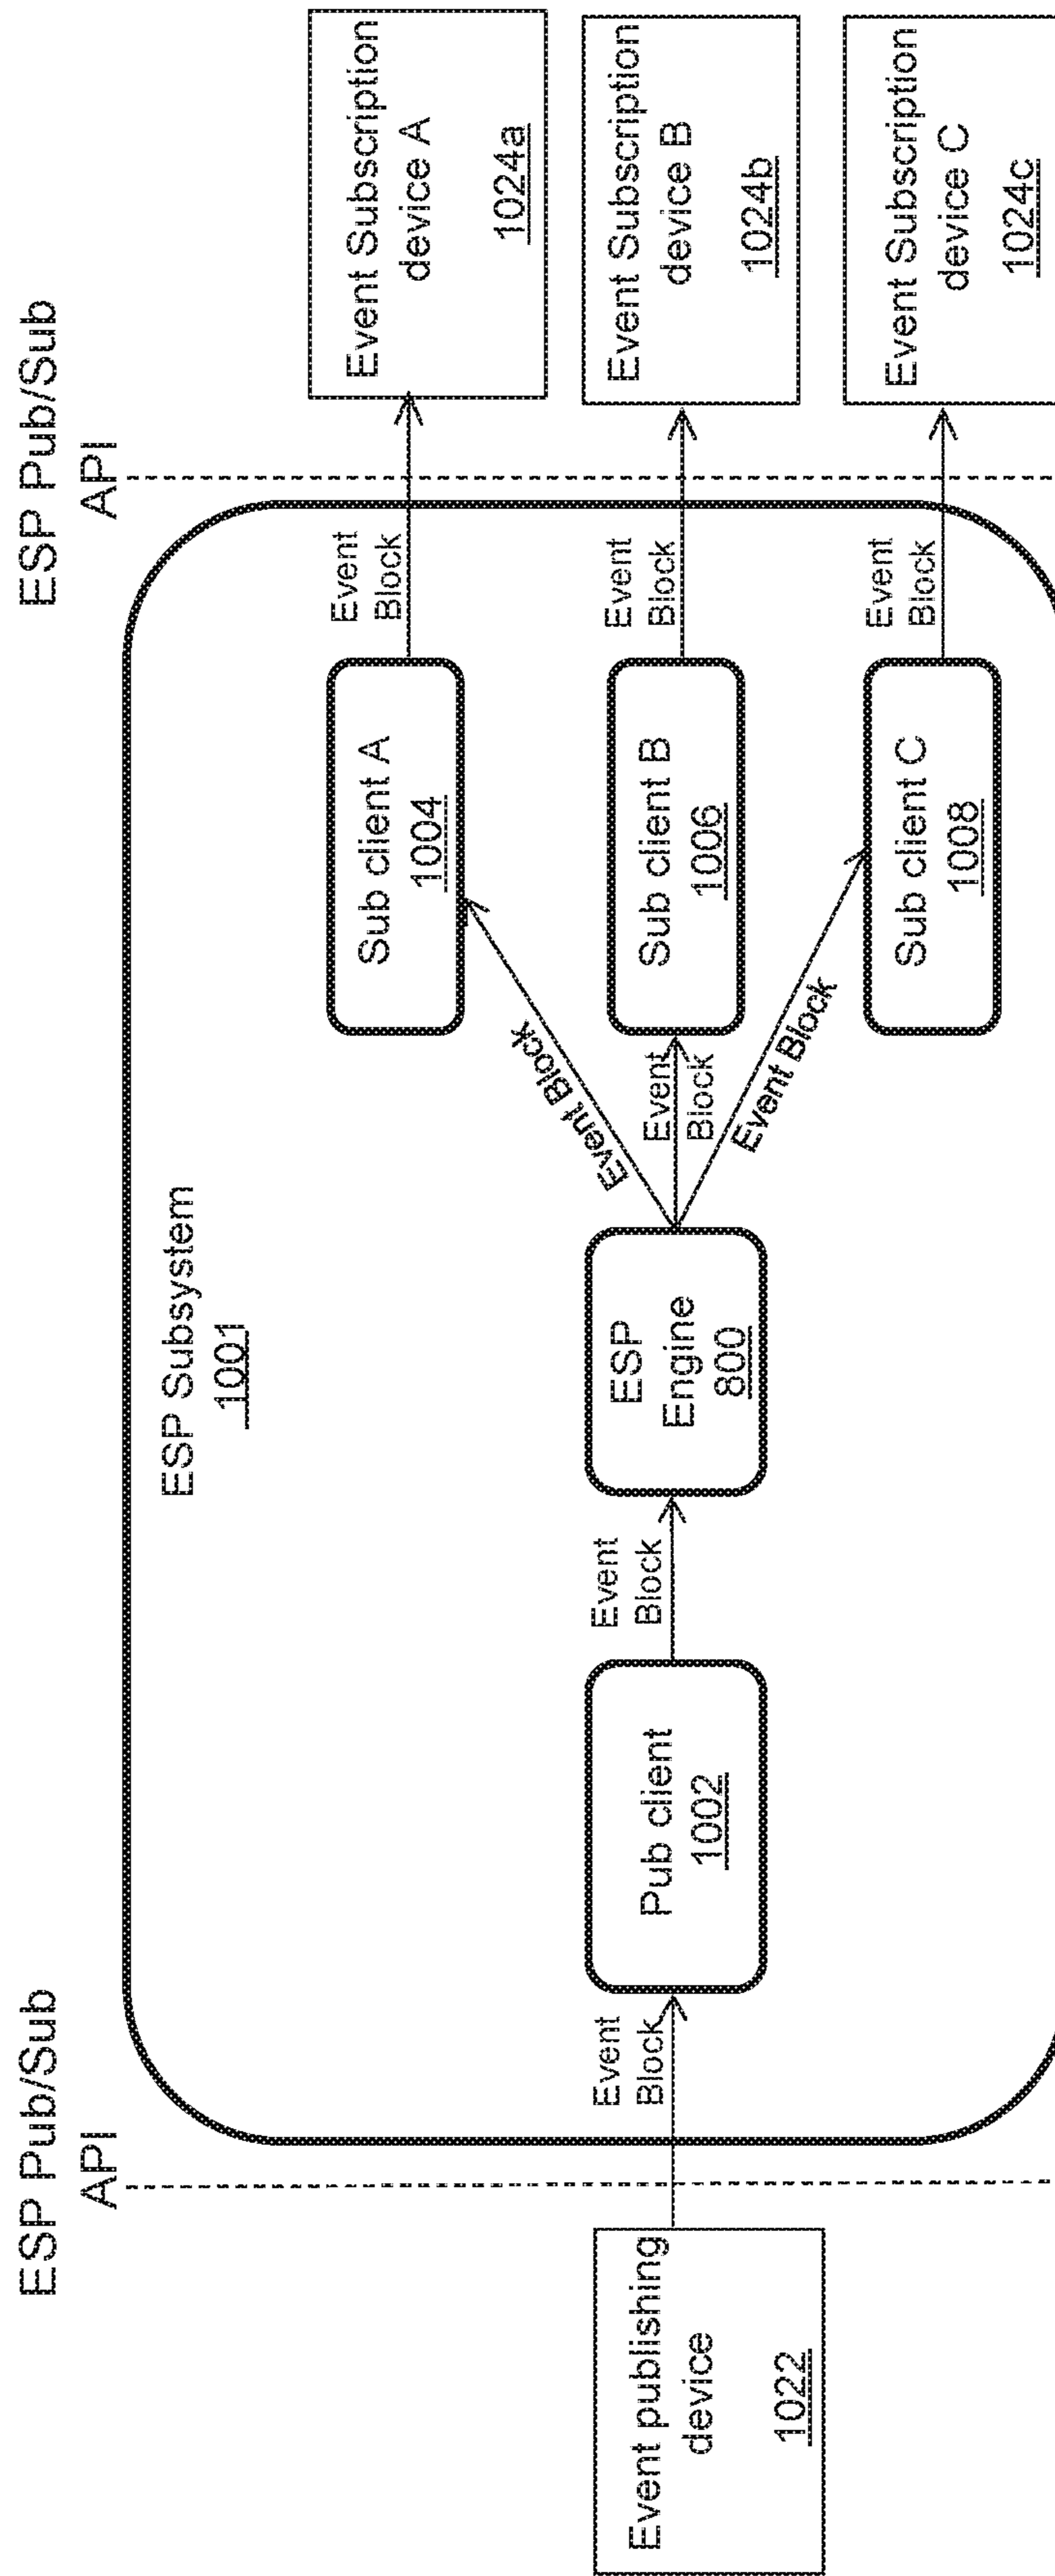 ESP Pub/Sub
API
ESP Pub/Sub
API
ESP Subsystem
1001
Event publishing
device
1022
Event
Block
Pub client
1002
Event
Block
ESP
Engine
800
Event Block
Event
Block
Event Block
Sub client A
1004
Sub client B
1006
Sub client C
1008
Event
Block
Event
Block
Event
Block
Event Subscription
device A
1024a
Event Subscription
device B
1024b
Event Subscription
device C
1024c